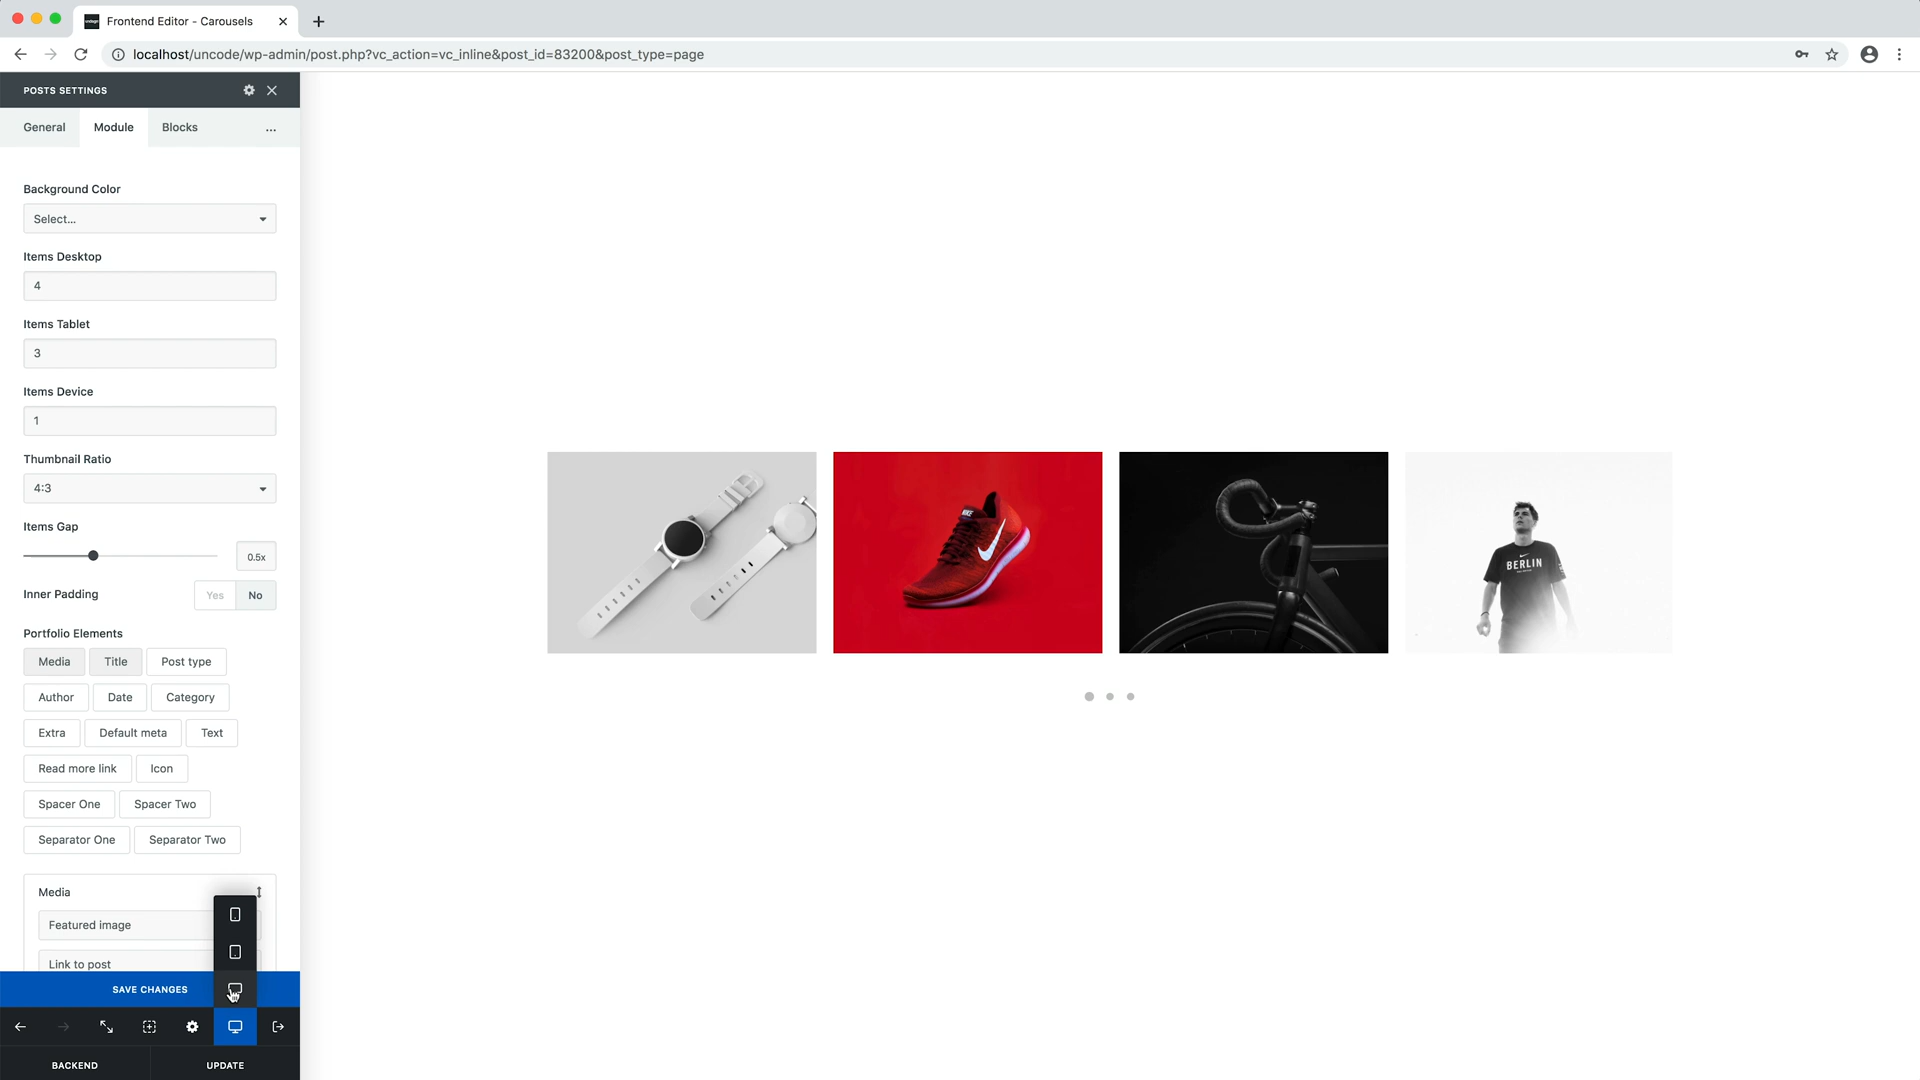 Frontend Editor - Carousels
localhost/uncode/wp-admin/post.php?vc_action=vc_inline&post_id=83200&post_type=page
POSTS SETTINGS
General
Module
Blocks
...
Background Color
Select...
Items Desktop
4
Items Tablet
3
Items Device
1
Thumbnail Ratio
4:3
Items Gap
0.5x
Inner Padding
Yes
No
Portfolio Elements
Media
Title
Post type
Author
Date
Category
Extra
Default meta
Text
Read more link
Icon
Spacer One
Spacer Two
Separator One
Separator Two
Media
Featured image
Link to post
SAVE CHANGES
BACKEND
UPDATE
NIKE
BERLIN